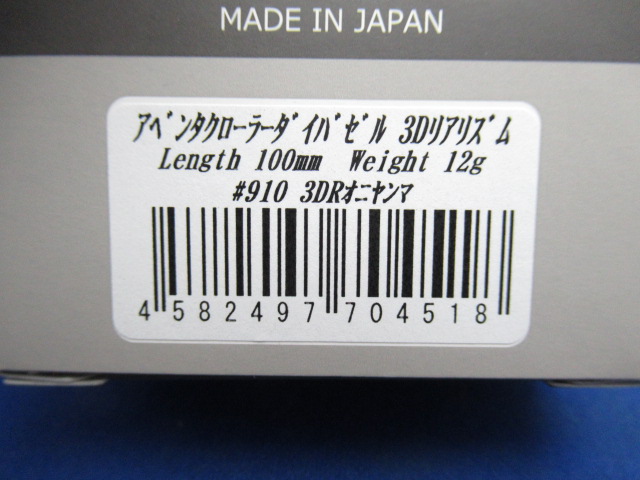 MADE IN JAPAN
ｱﾍﾞﾝﾀｸﾛｰﾗｰﾀﾞｲﾊﾞｾﾞﾙ 3Dﾘｱﾘｽﾞﾑ
Length 100mm Weight 12g
#910 3DRｵﾆﾔﾝﾏ
4 582497 704518